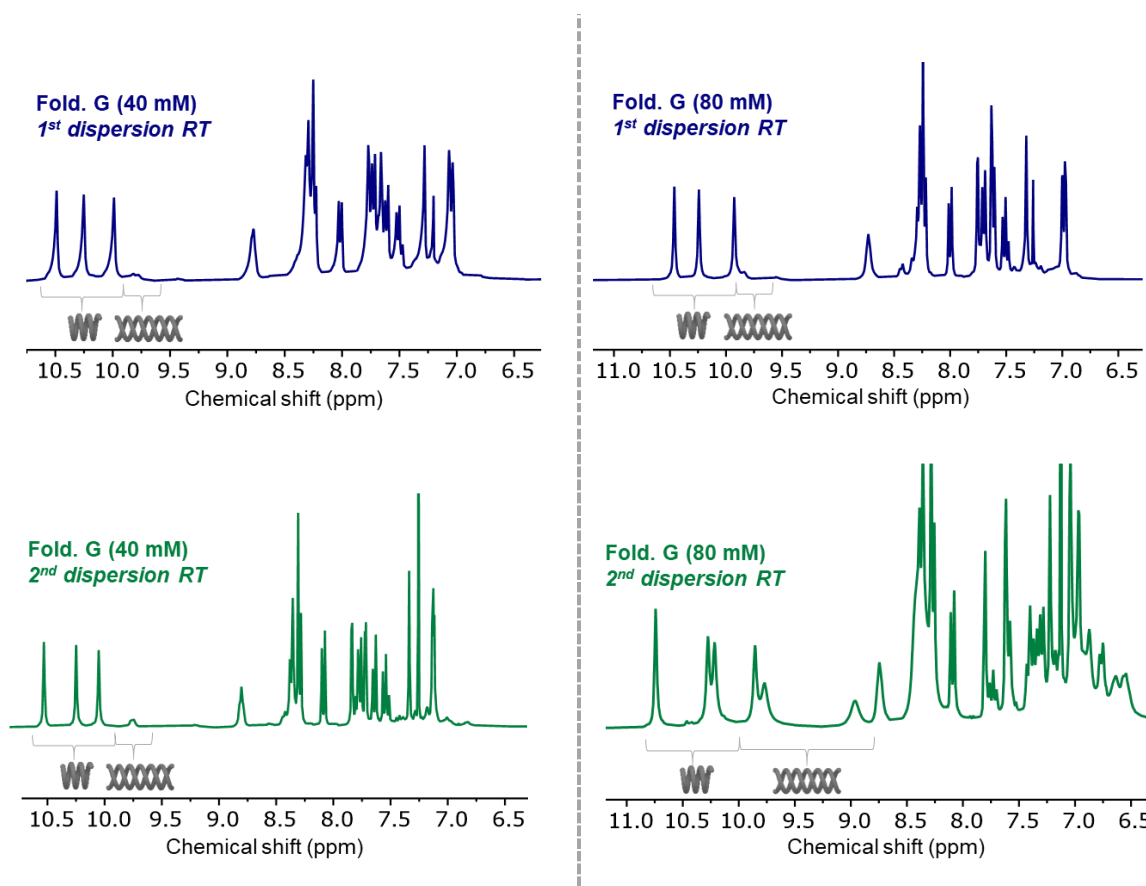 Fold. G (40 mM)
1st dispersion RT
10.5 10.0 9.5 9.0 8.5 8.0 7.5 7.0 6.5
Chemical shift (ppm)
Fold. G (80 mM)
1st dispersion RT
11.0 10.5 10.0 9.5 9.0 8.5 8.0 7.5 7.0 6.5
Chemical shift (ppm)
Fold. G (40 mM)
2nd dispersion RT
10.5 10.0 9.5 9.0 8.5 8.0 7.5 7.0 6.5
Chemical shift (ppm)
Fold. G (80 mM)
2nd dispersion RT
11.0 10.5 10.0 9.5 9.0 8.5 8.0 7.5 7.0 6.5
Chemical shift (ppm)